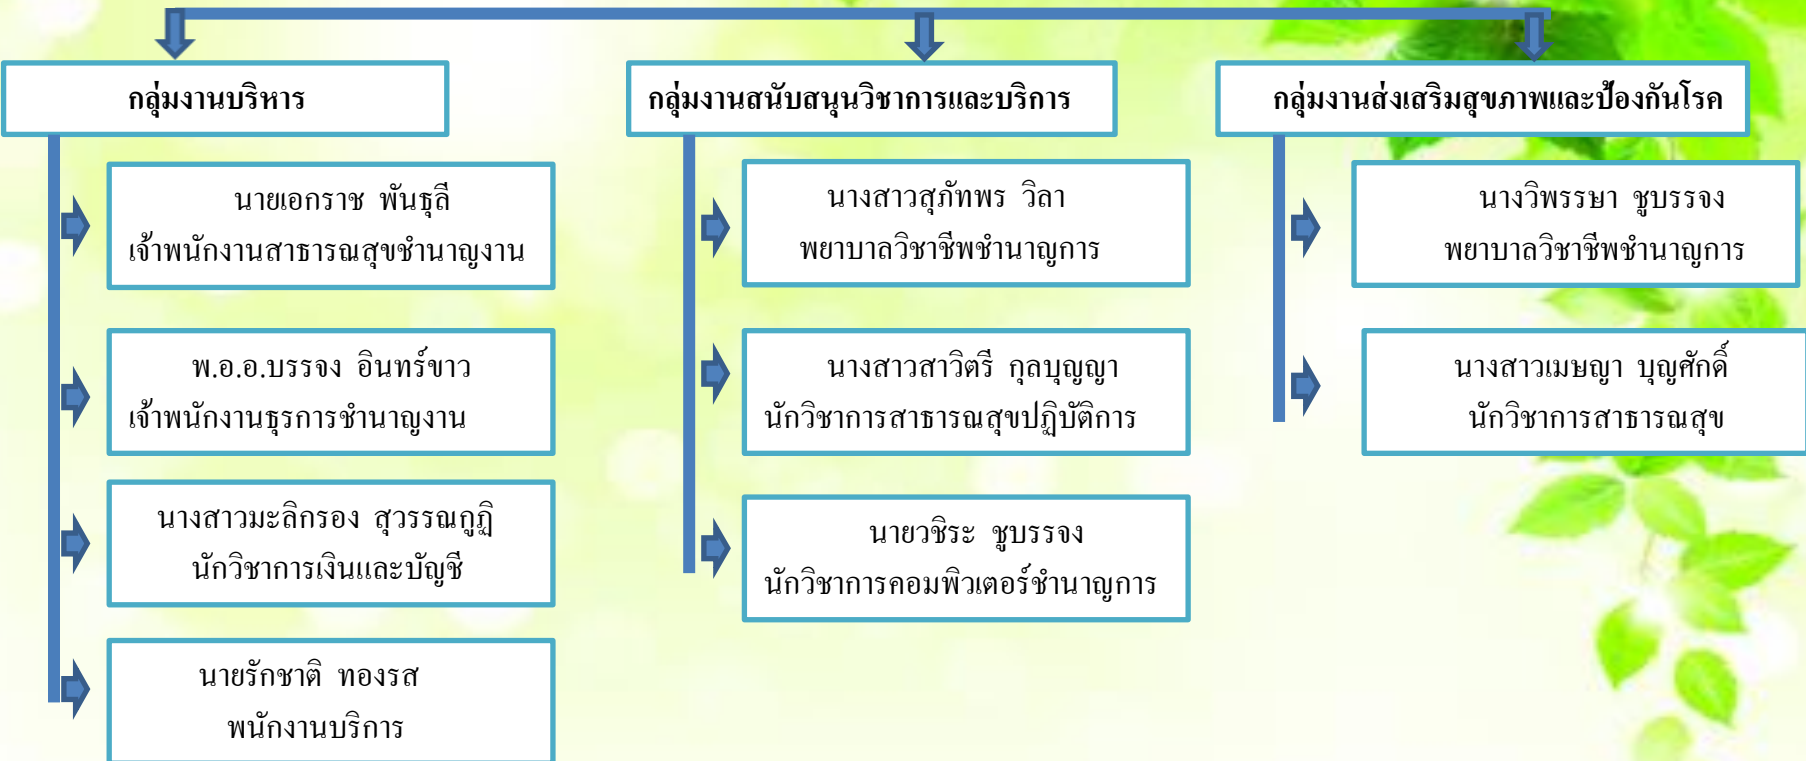 กลุ่มงานบริหาร
นายเอกราช พันธุลี
เจ้าพนักงานสาธารณสุขชำนาญงาน
พ.อ.อ.บรรจง อินทร์ขาว
เจ้าพนักงานธุรการชำนาญงาน
นางสาวมะลิกรอง สุวรรณกูฏิ
นักวิชาการเงินและบัญชี
นายรักชาติ ทองรส
พนักงานบริการ
กลุ่มงานสนับสนุนวิชาการและบริการ
นางสาวสุภัทพร วิลา
พยาบาลวิชาชีพชำนาญการ
นางสาวสาวิตรี กุลบุญญา
นักวิชาการสาธารณสุขปฏิบัติการ
นายวชิระ ชูบรรจง
นักวิชาการคอมพิวเตอร์ชำนาญการ
กลุ่มงานส่งเสริมสุขภาพและป้องกันโรค
นางวิพรรษา ชูบรรจง
พยาบาลวิชาชีพชำนาญการ
นางสาวเมษญา บุญศักดิ์
นักวิชาการสาธารณสุข